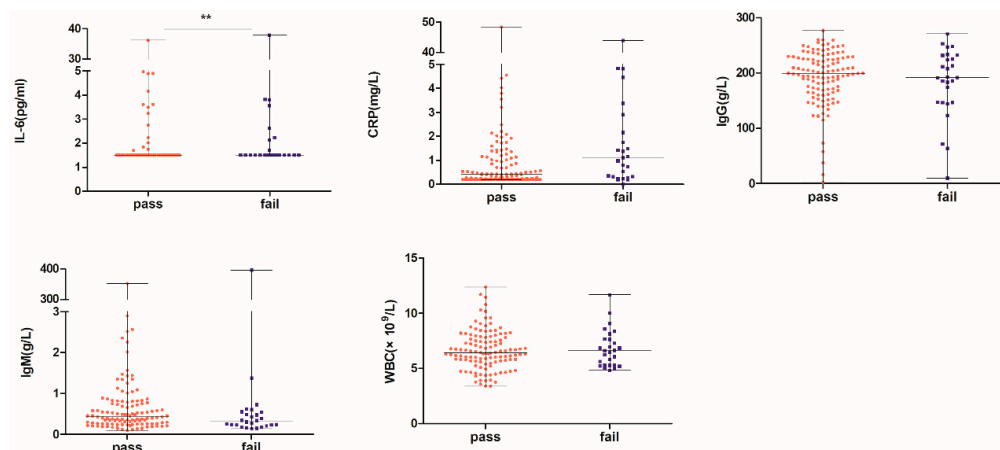 **
IL-6(pg/ml)
40
30
5
4
3
2
1
0
pass
fail
CRP(mg/L)
50
40
5
4
3
2
1
0
pass
fail
IgG(g/L)
300
200
100
0
pass
fail
IgM(g/L)
400
300
3
2
1
0
pass
fail
WBC(× 10⁹/L)
15
10
5
0
pass
fail